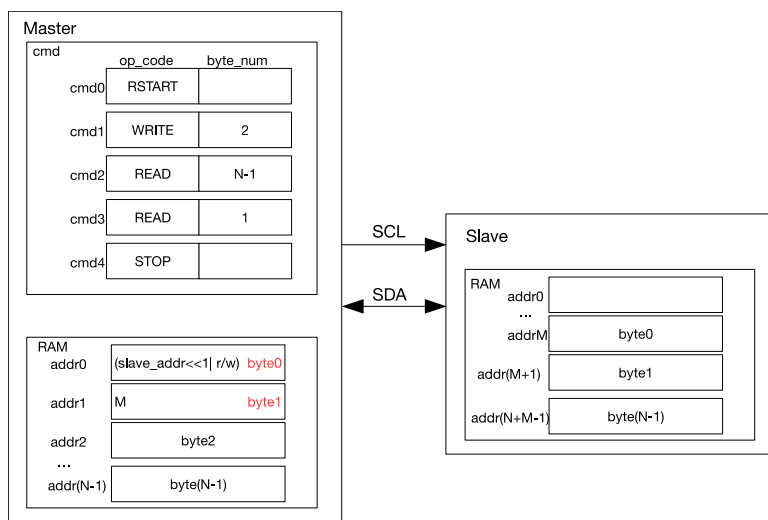 Master
cmd
op_code byte_num
cmd0 RSTART
cmd1 WRITE 2
cmd2 READ N-1
cmd3 READ 1
cmd4 STOP
RAM
addr0 (slave_addr<<1| r/w) byte0
addr1 M byte1
addr2 byte2
...
addr(N-1) byte(N-1)
SCL
SDA
Slave
RAM
addr0
...
addrM byte0
addr(M+1) byte1
addr(N+M-1) byte(N-1)